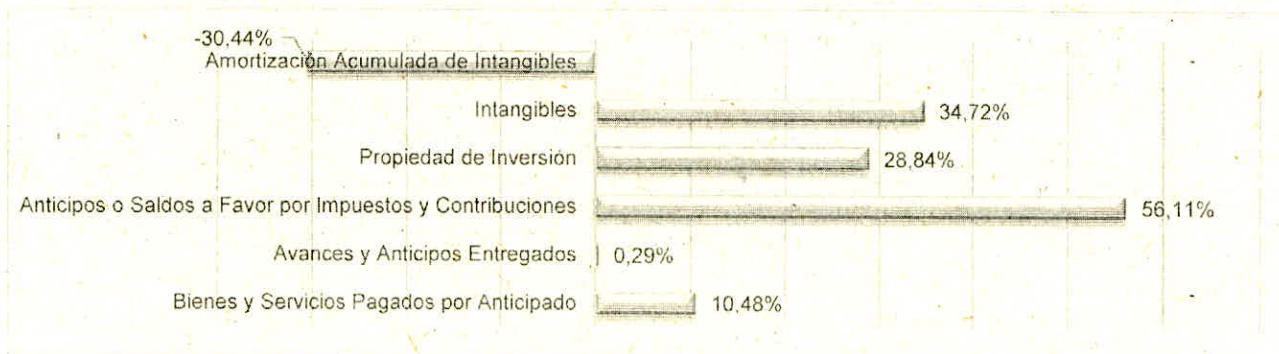 -30,44%
Amortización Acumulada de Intangibles
Intangibles 34,72%
Propiedad de Inversión 28,84%
Anticipos o Saldos a Favor por Impuestos y Contribuciones 56,11%
Avances y Anticipos Entregados 0,29%
Bienes y Servicios Pagados por Anticipado 10,48%